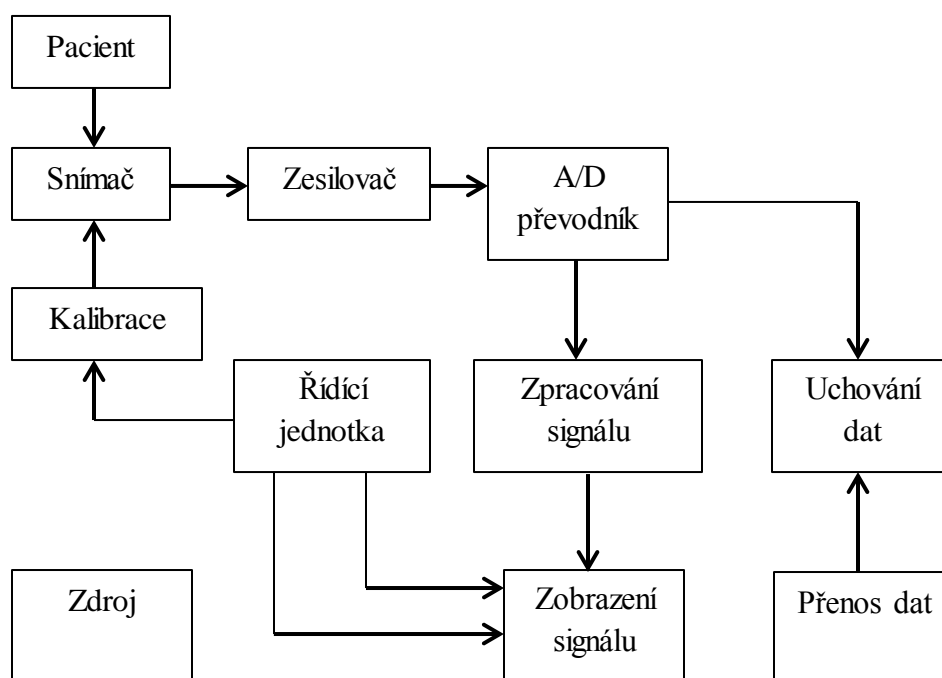 Pacient
Snímač
Zesilovač
A/D
převodník
Kalibrace
Řídící
jednotka
Zpracování
signálu
Uchování
dat
Zdroj
Zobrazení
signálu
Přenos dat